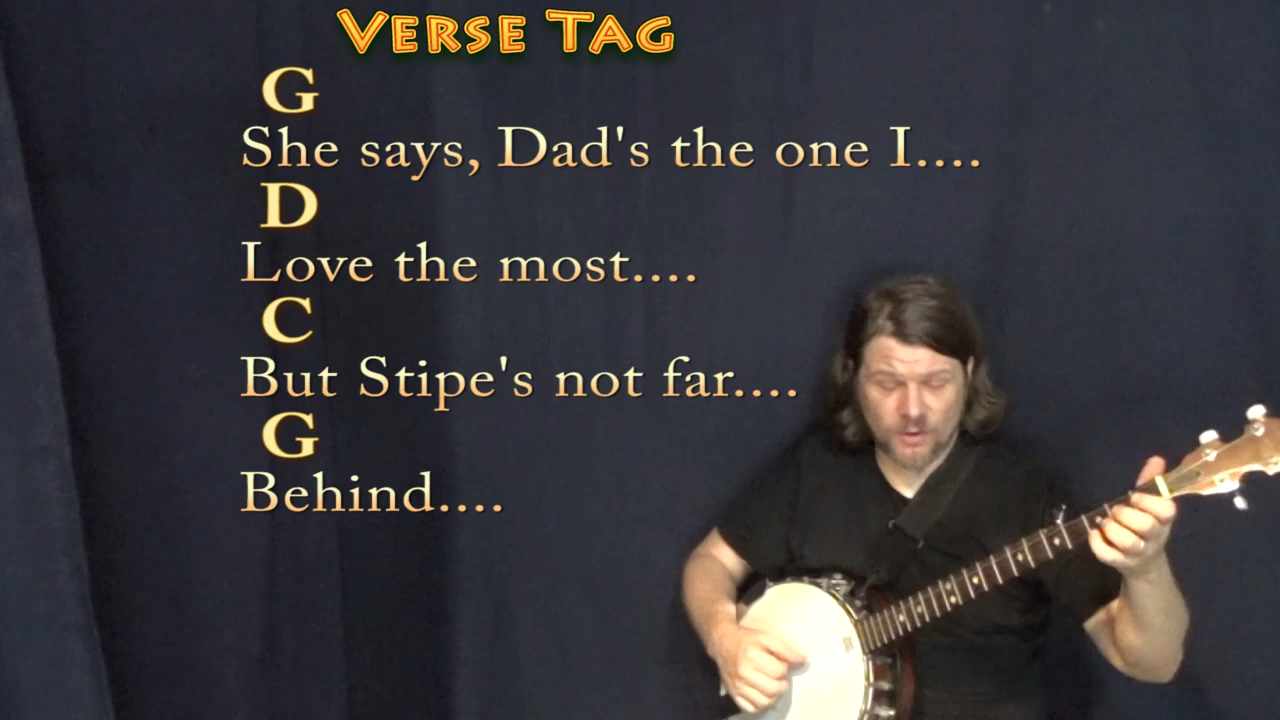 VERSE TAG
G
She says, Dad's the one I....
D
Love the most....
C
But Stipe's not far....
G
Behind....